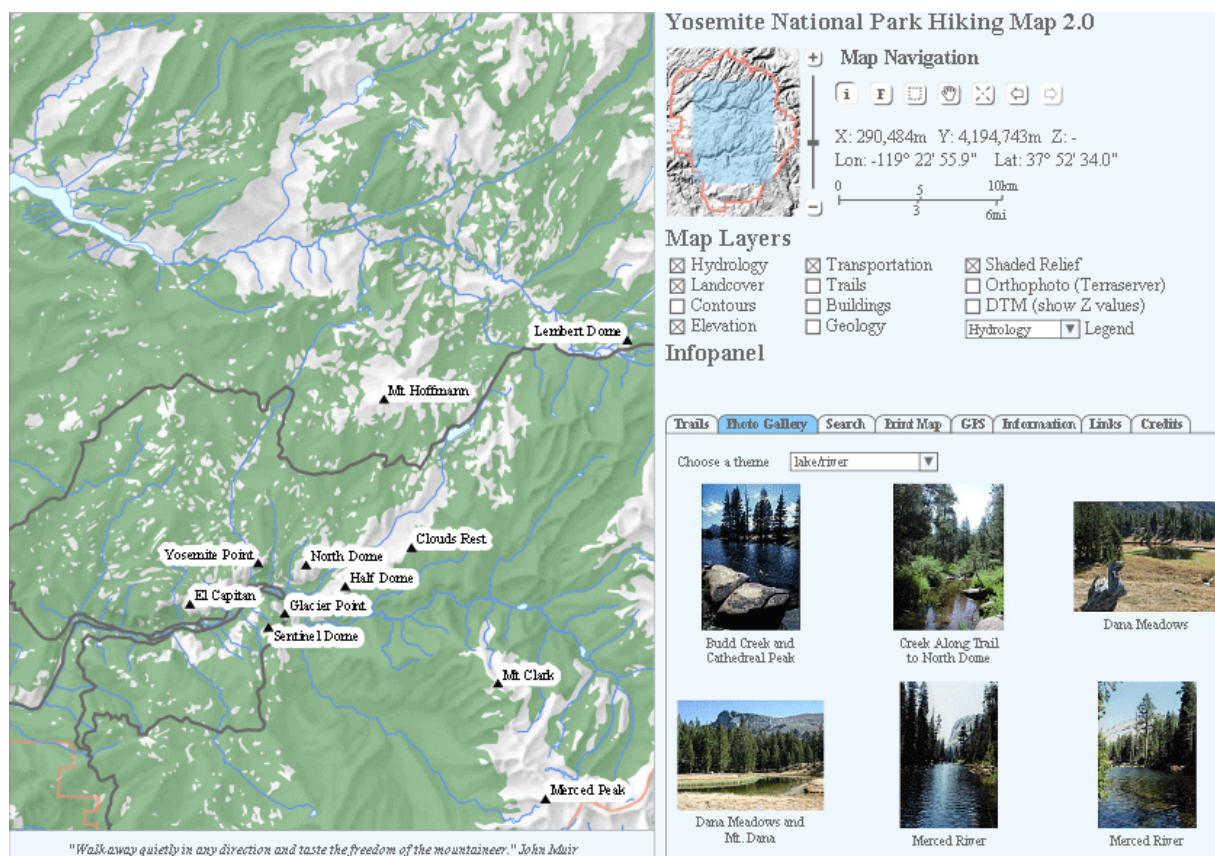 Yosemite National Park Hiking Map 2.0
Map Navigation
i F
X: 290,484m Y: 4,194,743m Z: -
Lon: -119° 22' 55.9" Lat: 37° 52' 34.0"
0 5 10km
3 6mi
Map Layers
Hydrology Transportation Shaded Relief
Landcover Trails Orthophoto (Terraserver)
Contours Buildings DTM (show Z values)
Elevation Geology Hydrology Legend
Infopanel
Trails Photo Gallery Search Print Map GPS Information Links Credits
Choose a theme lake/river
Budd Creek and
Cathedreal Peak
Creek Along Trail
to North Dome
Dana Meadows
Dana Meadows and
Mt. Dana
Merced River
Merced River
Lembert Dome
Mt Hoffmann
Clouds Rest
Yosemite Point
North Dome
Half Dome
El Capitan
Glacier Point
Sentinel Dome
Mt Clark
Merced Peak
"Walk away quietly in any direction and taste the freedom of the mountaineer." John Muir